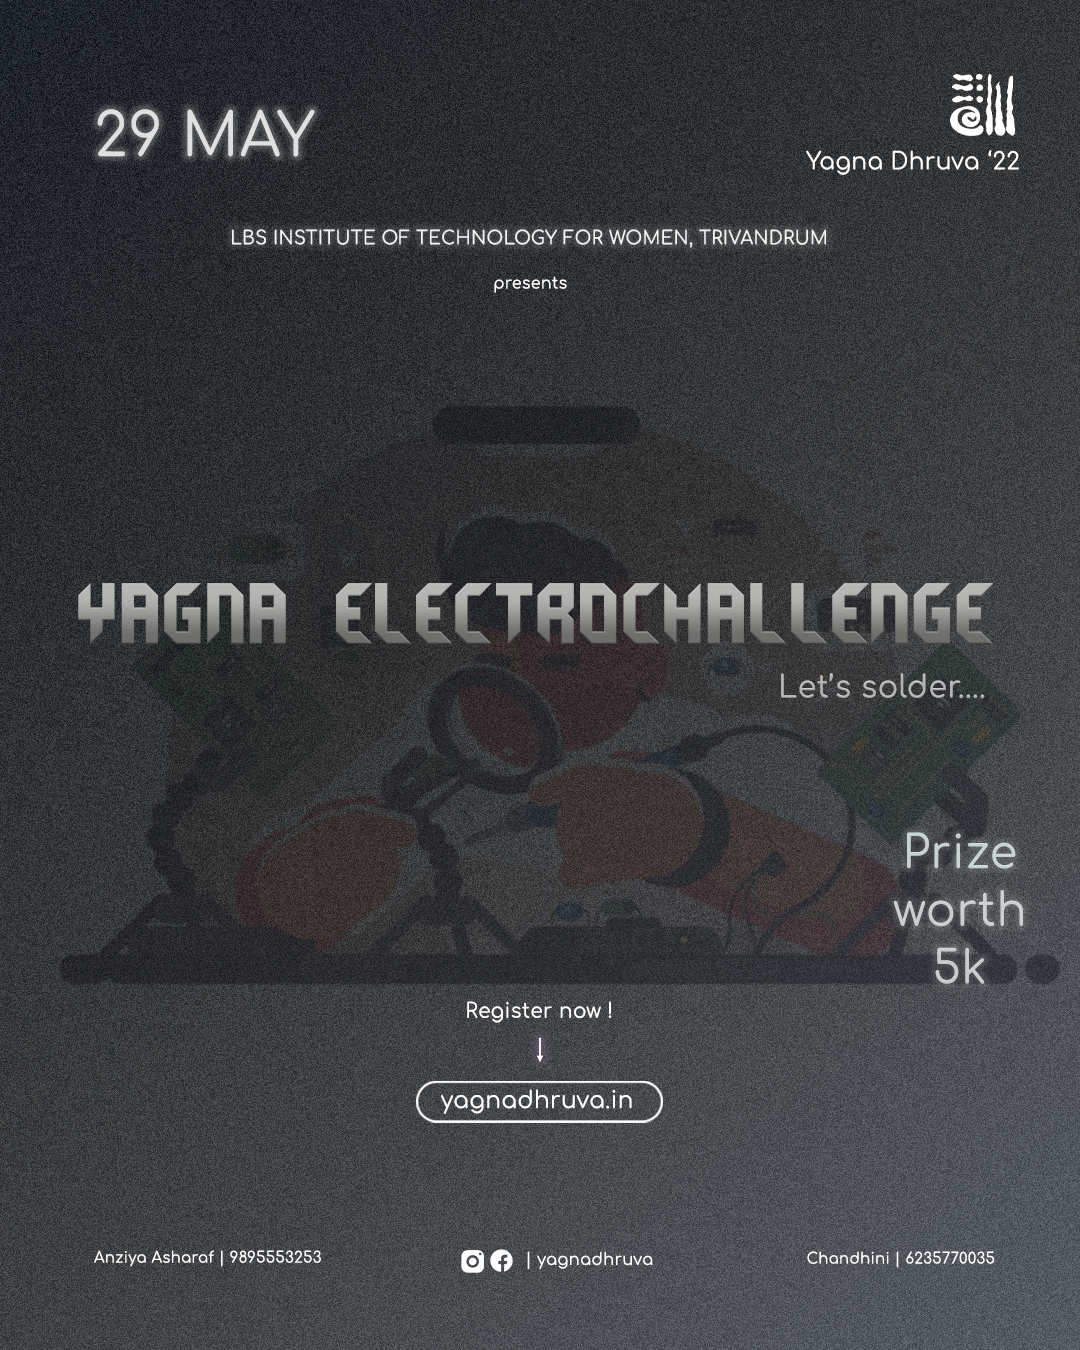 29 MAY
Yagna Dhruva ‘22
LBS INSTITUTE OF TECHNOLOGY FOR WOMEN, TRIVANDRUM
presents
YAGNA ELECTROCHALLENGE
Let’s solder....
Prize
worth
5k
Register now !
yagnadhruva.in
Anziya Asharaf | 9895553253
| yagnadhruva
Chandhini | 6235770035